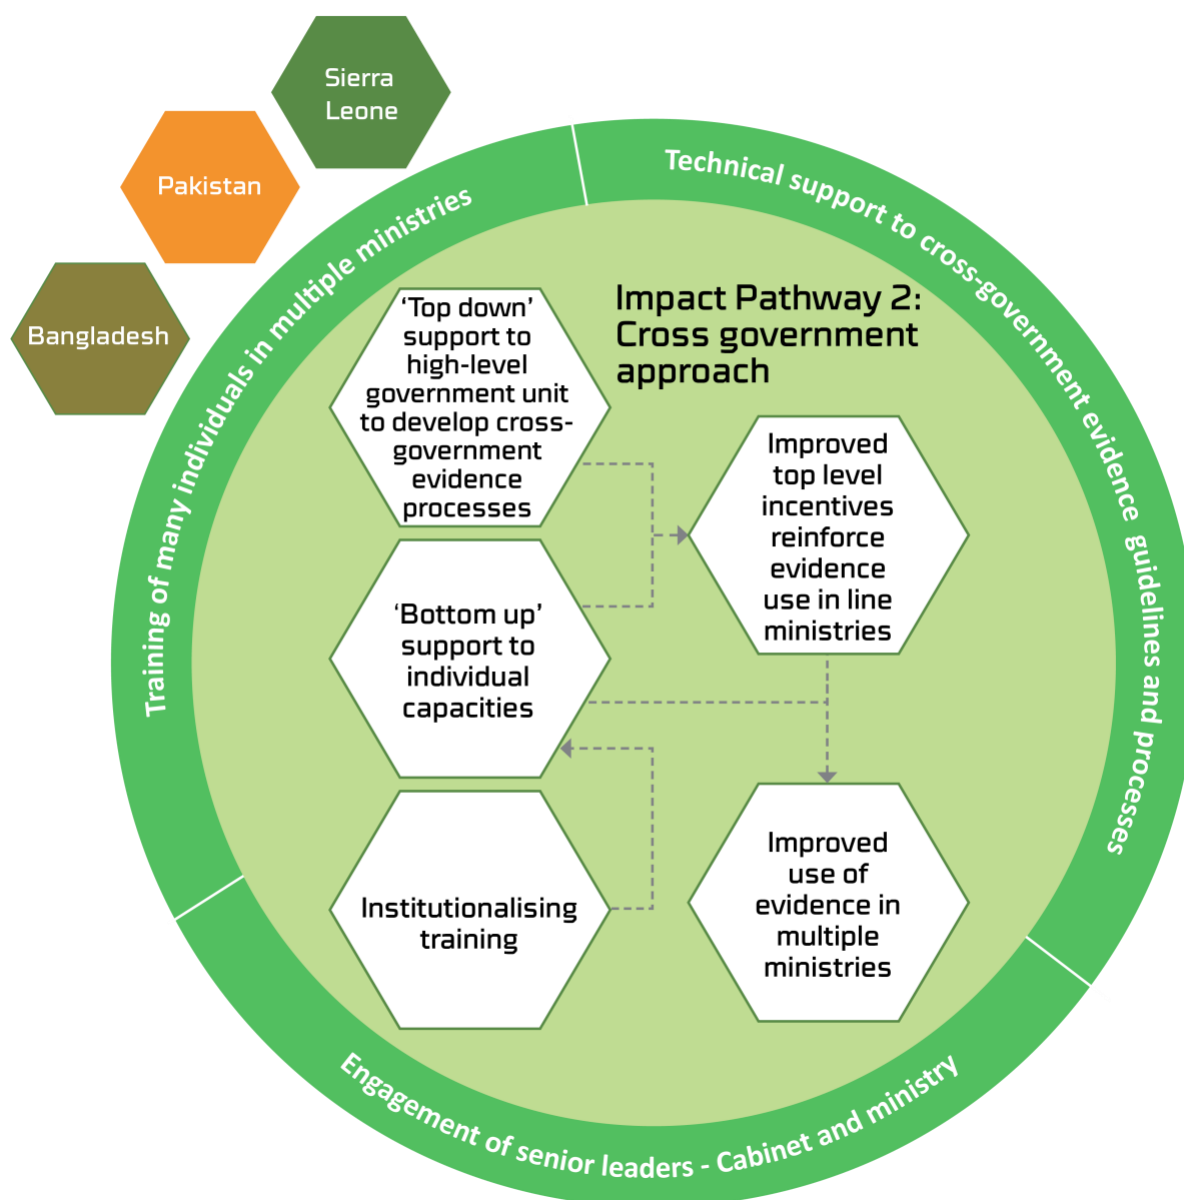 Sierra
Leone
Pakistan
Bangladesh
Training of many individuals in multiple ministries
Technical support to cross-government evidence guidelines and processes
Impact Pathway 2:
Cross government
approach
‘Top down’
support to
high-level
government unit
to develop cross-
government
evidence
processes
Improved
top level
incentives
reinforce
evidence
use in line
ministries
‘Bottom up’
support to
individual
capacities
Institutionalising
training
Improved
use of
evidence in
multiple
ministries
Engagement of senior leaders - Cabinet and ministry